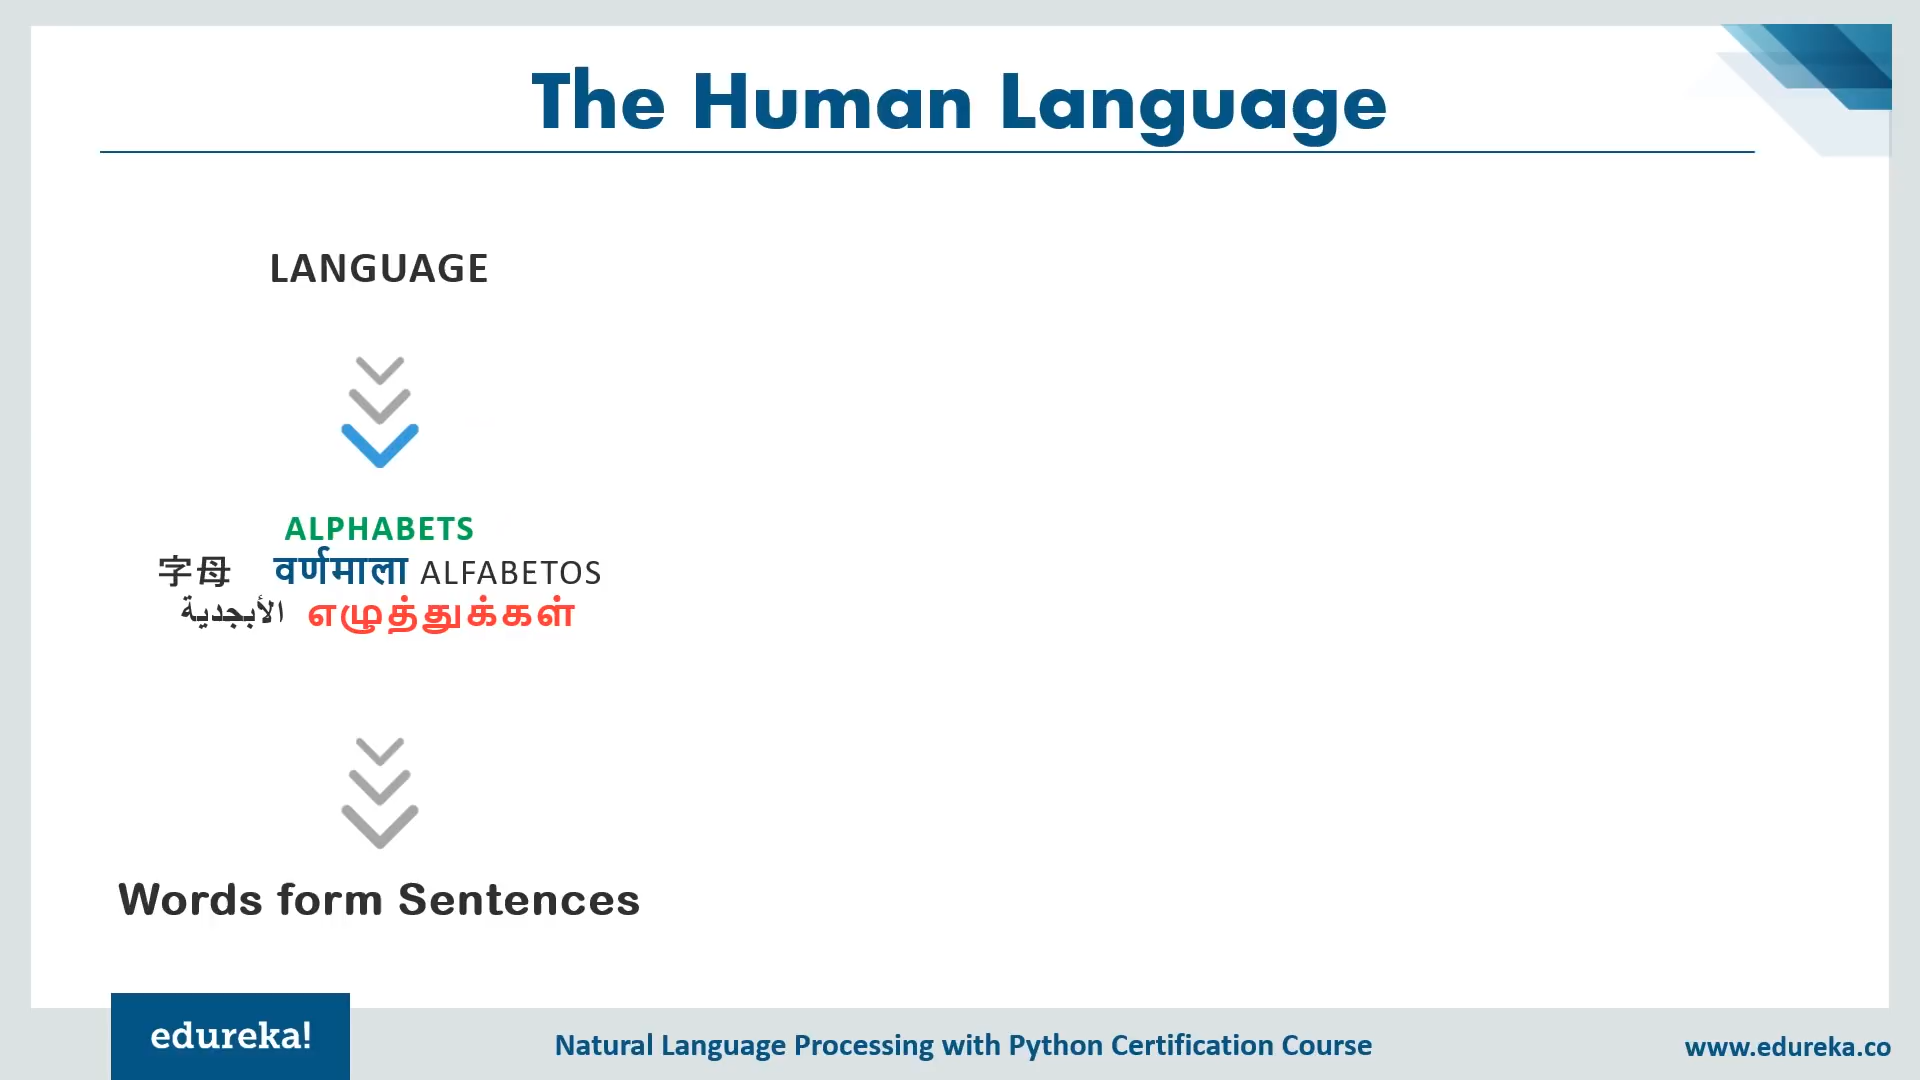 The Human Language
LANGUAGE
ALPHABETS
字母 वर्णमाला ALFABETOS
الأبجدية எழுத்துக்கள்
Words form Sentences
edureka!
Natural Language Processing with Python Certification Course
www.edureka.co